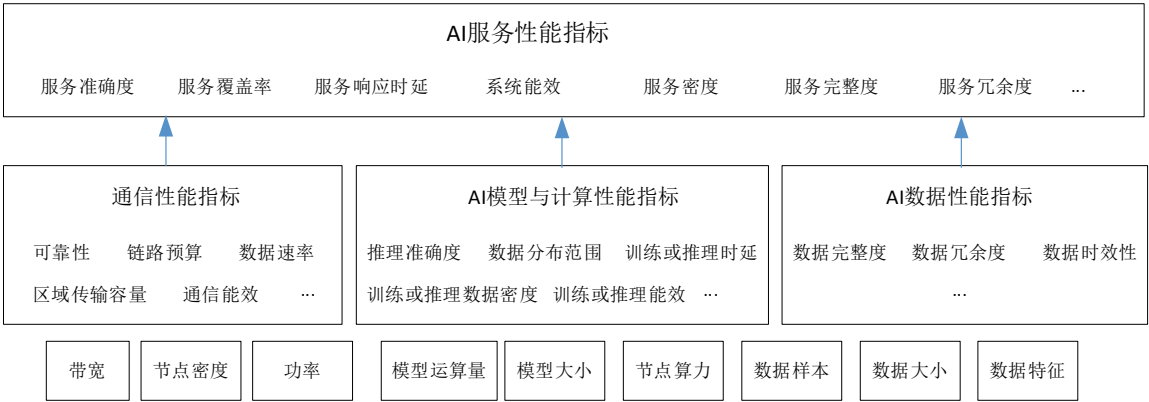 AI服务性能指标
服务准确度 服务覆盖率 服务响应时延 系统能效 服务密度 服务完整度 服务冗余度 ...
通信性能指标
可靠性 链路预算 数据速率
区域传输容量 通信能效 ...
AI模型与计算性能指标
推理准确度 数据分布范围 训练或推理时延
训练或推理数据密度 训练或推理能效 ...
AI数据性能指标
数据完整度 数据冗余度 数据时效性
...
带宽 节点密度 功率 模型运算量 模型大小 节点算力 数据样本 数据大小 数据特征